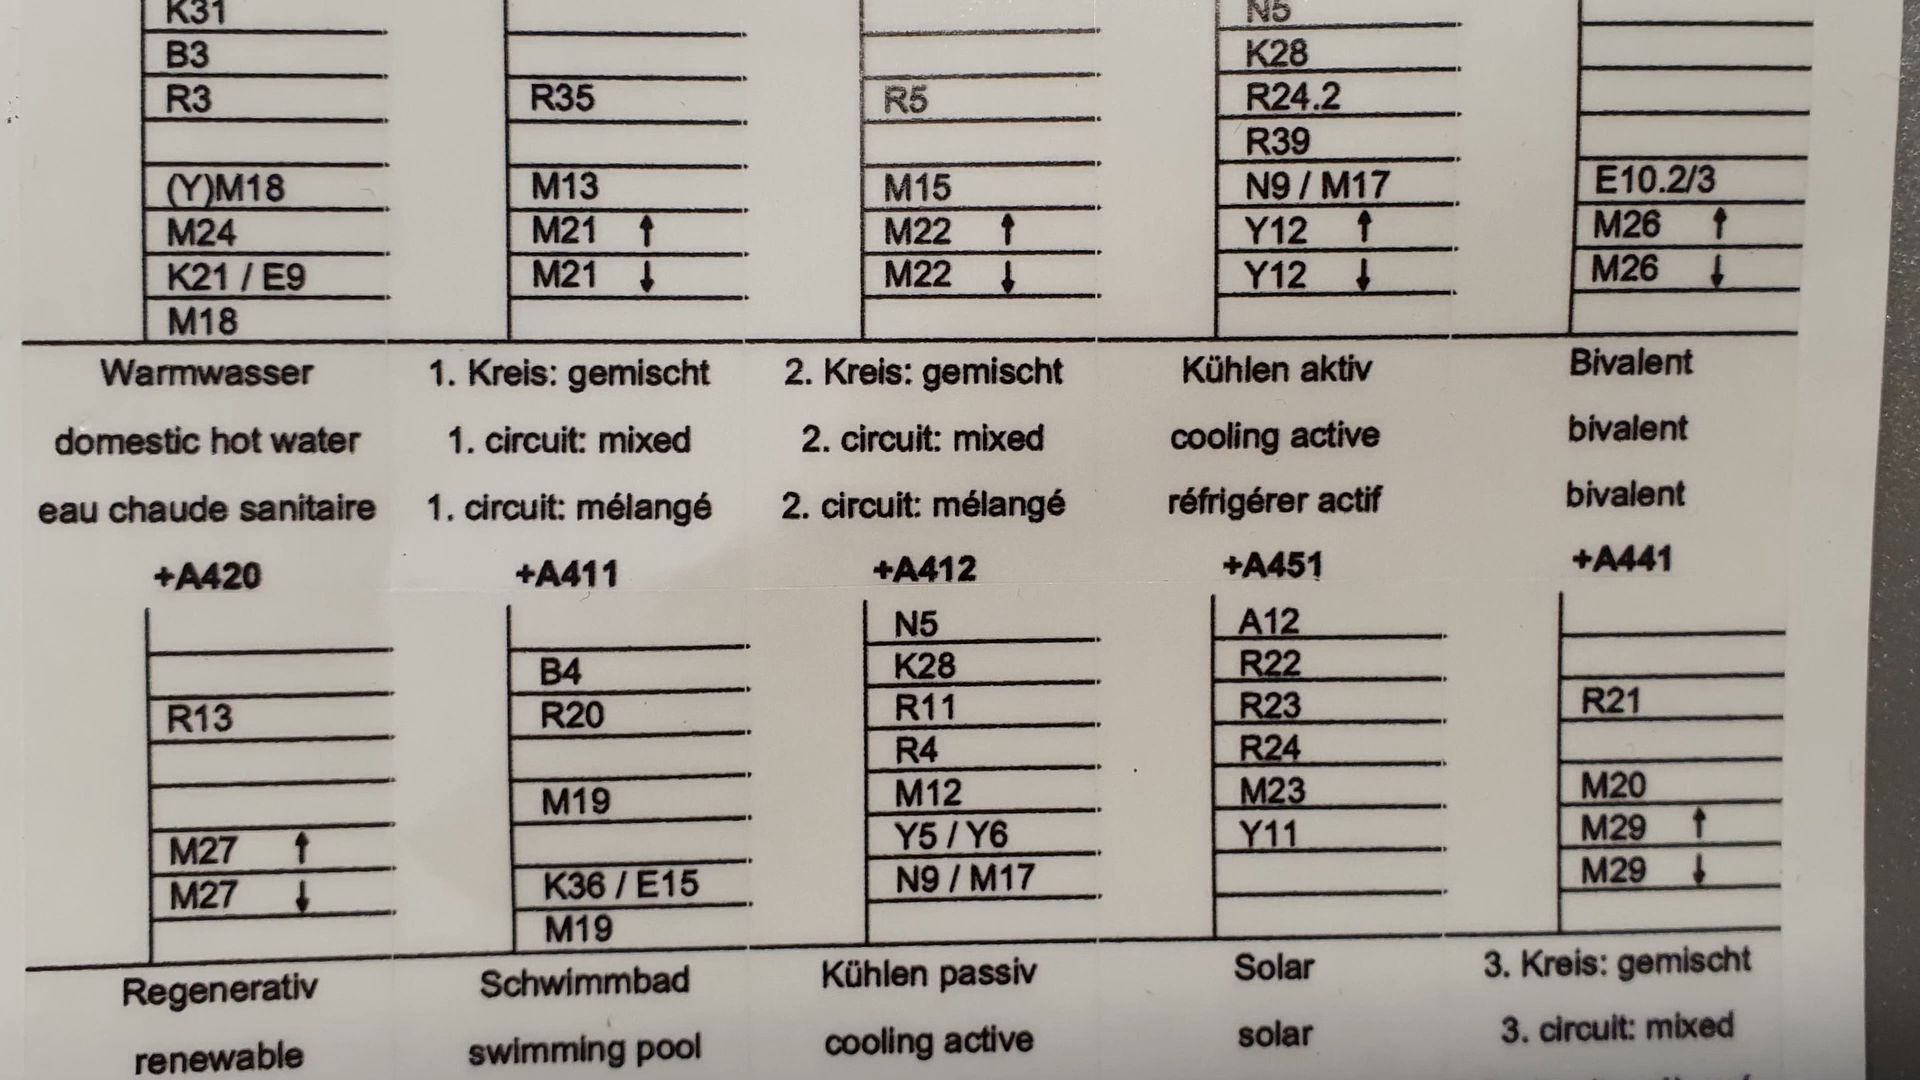 K31
B3
R3
(Y)M18
M24
K21 / E9
M18
Warmwasser
domestic hot water
eau chaude sanitaire
R35
M13
M21 ↑
M21 ↓
1. Kreis: gemischt
1. circuit: mixed
1. circuit: mélangé
R5
M15
M22 ↑
M22 ↓
2. Kreis: gemischt
2. circuit: mixed
2. circuit: mélangé
N5
K28
R24.2
R39
N9 / M17
Y12 ↑
Y12 ↓
Kühlen aktiv
cooling active
réfrigérer actif
E10.2/3
M26 ↑
M26 ↓
Bivalent
bivalent
bivalent
+A420
R13
M27 ↑
M27 ↓
Regenerativ
renewable
+A411
B4
R20
M19
K36 / E15
M19
Schwimmbad
swimming pool
+A412
N5
K28
R11
R4
M12
Y5 / Y6
N9 / M17
Kühlen passiv
cooling active
+A451
A12
R22
R23
R24
M23
Y11
Solar
solar
+A441
R21
M20
M29 ↑
M29 ↓
3. Kreis: gemischt
3. circuit: mixed